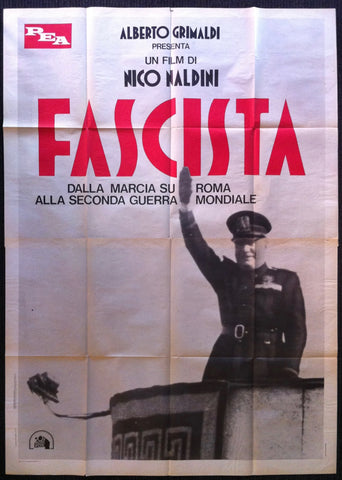 PEA
ALBERTO GRIMALDI
PRESENTA
UN FILM DI
NICO NALDINI
FASCISTA
DALLA MARCIA SU ROMA
ALLA SECONDA GUERRA MONDIALE